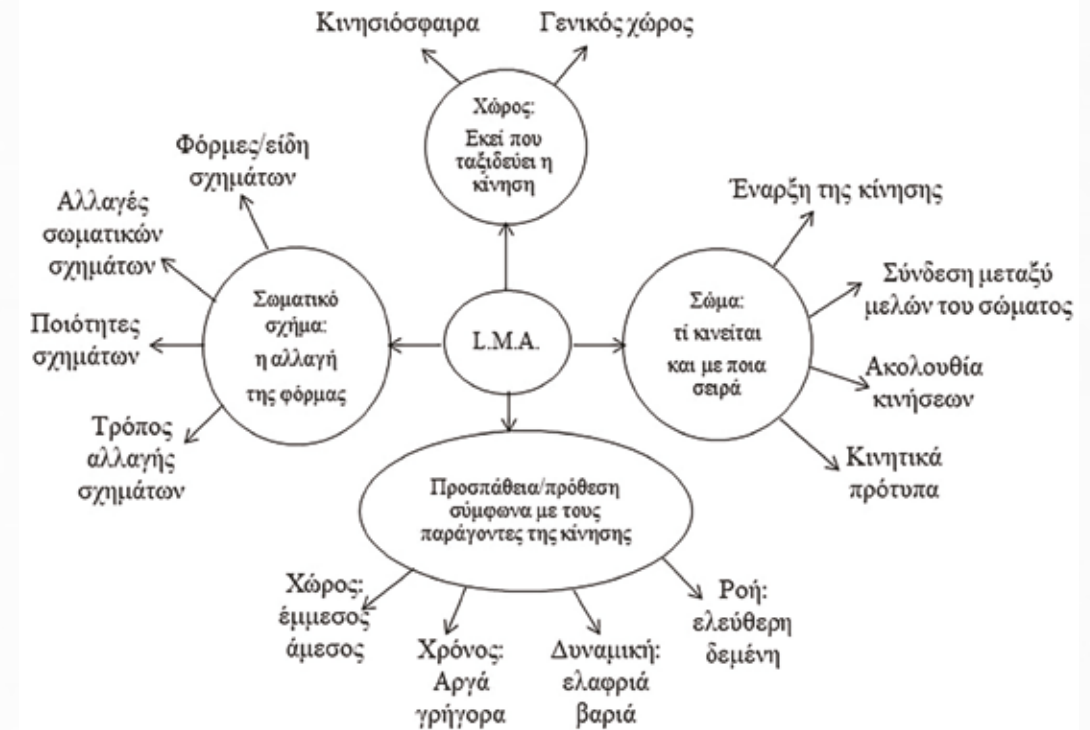 Κινησιόσφαιρα
Γενικός χώρος
Χώρος:
Εκεί που
ταξιδεύει η
κίνηση
Φόρμες/είδη
σχημάτων
Αλλαγές
σωματικών
σχημάτων
Ποιότητες
σχημάτων
Τρόπος
αλλαγής
σχημάτων
Σωματικό
σχήμα:
η αλλαγή
της φόρμας
L.M.A.
Σώμα:
τί κινείται
και με ποια
σειρά
Έναρξη της κίνησης
Σύνδεση μεταξύ
μελών του σώματος
Ακολουθία
κινήσεων
Κινητικά
πρότυπα
Προσπάθεια/πρόθεση
σύμφωνα με τους
παράγοντες της κίνησης
Χώρος:
έμμεσος
άμεσος
Χρόνος:
Αργά
γρήγορα
Δυναμική:
ελαφριά
βαριά
Ροή:
ελεύθερη
δεμένη